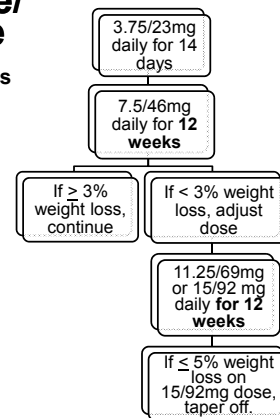 er
e
s
3.75/23mg
daily for 14
days
7.5/46mg
daily for 12
weeks
If ≥ 3%
weight loss,
continue
If < 3% weight
loss, adjust
dose
11.25/69mg
or 15/92 mg
daily for 12
weeks
If ≤ 5% weight
loss on
15/92mg dose,
taper off.